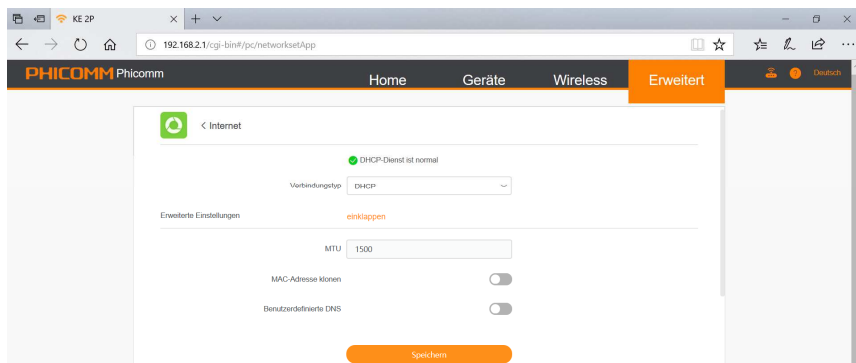 KE 2P
192.168.2.1/cgi-bin#/pc/networksetApp
PHICOMM Phicomm
Home Geräte Wireless Erweitert
? Deutsch
< Internet
DHCP-Dienst ist normal
Verbindungstyp DHCP
Erweiterte Einstellungen einklappen
MTU 1500
MAC-Adresse klonen
Benutzerdefinierte DNS
Speichern